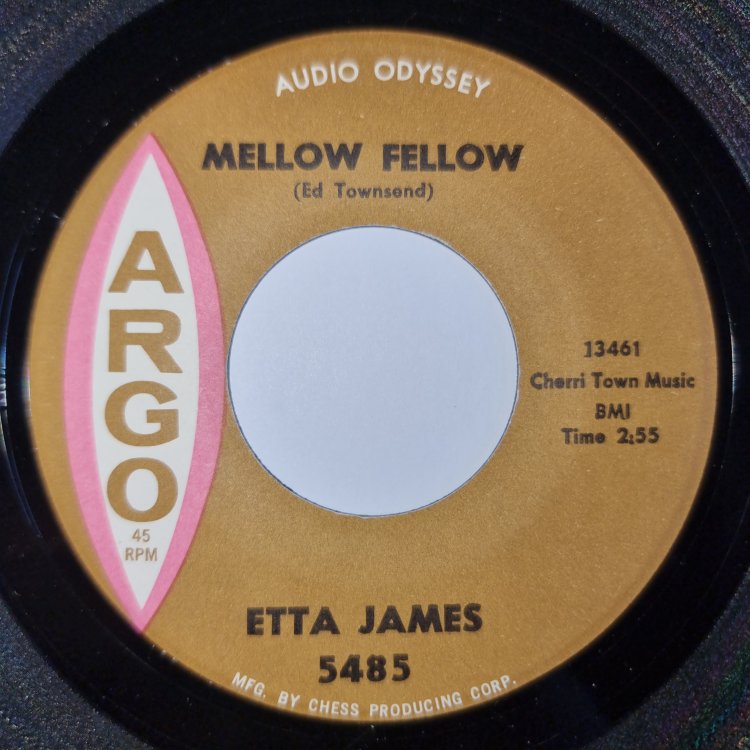 AUDIO ODYSSEY
MELLOW FELLOW
(Ed Townsend)
ARGO
45
RPM
13461
Cherri Town Music
BMI
Time 2:55
ETTA JAMES
5485
MFG. BY CHESS PRODUCING CORP.